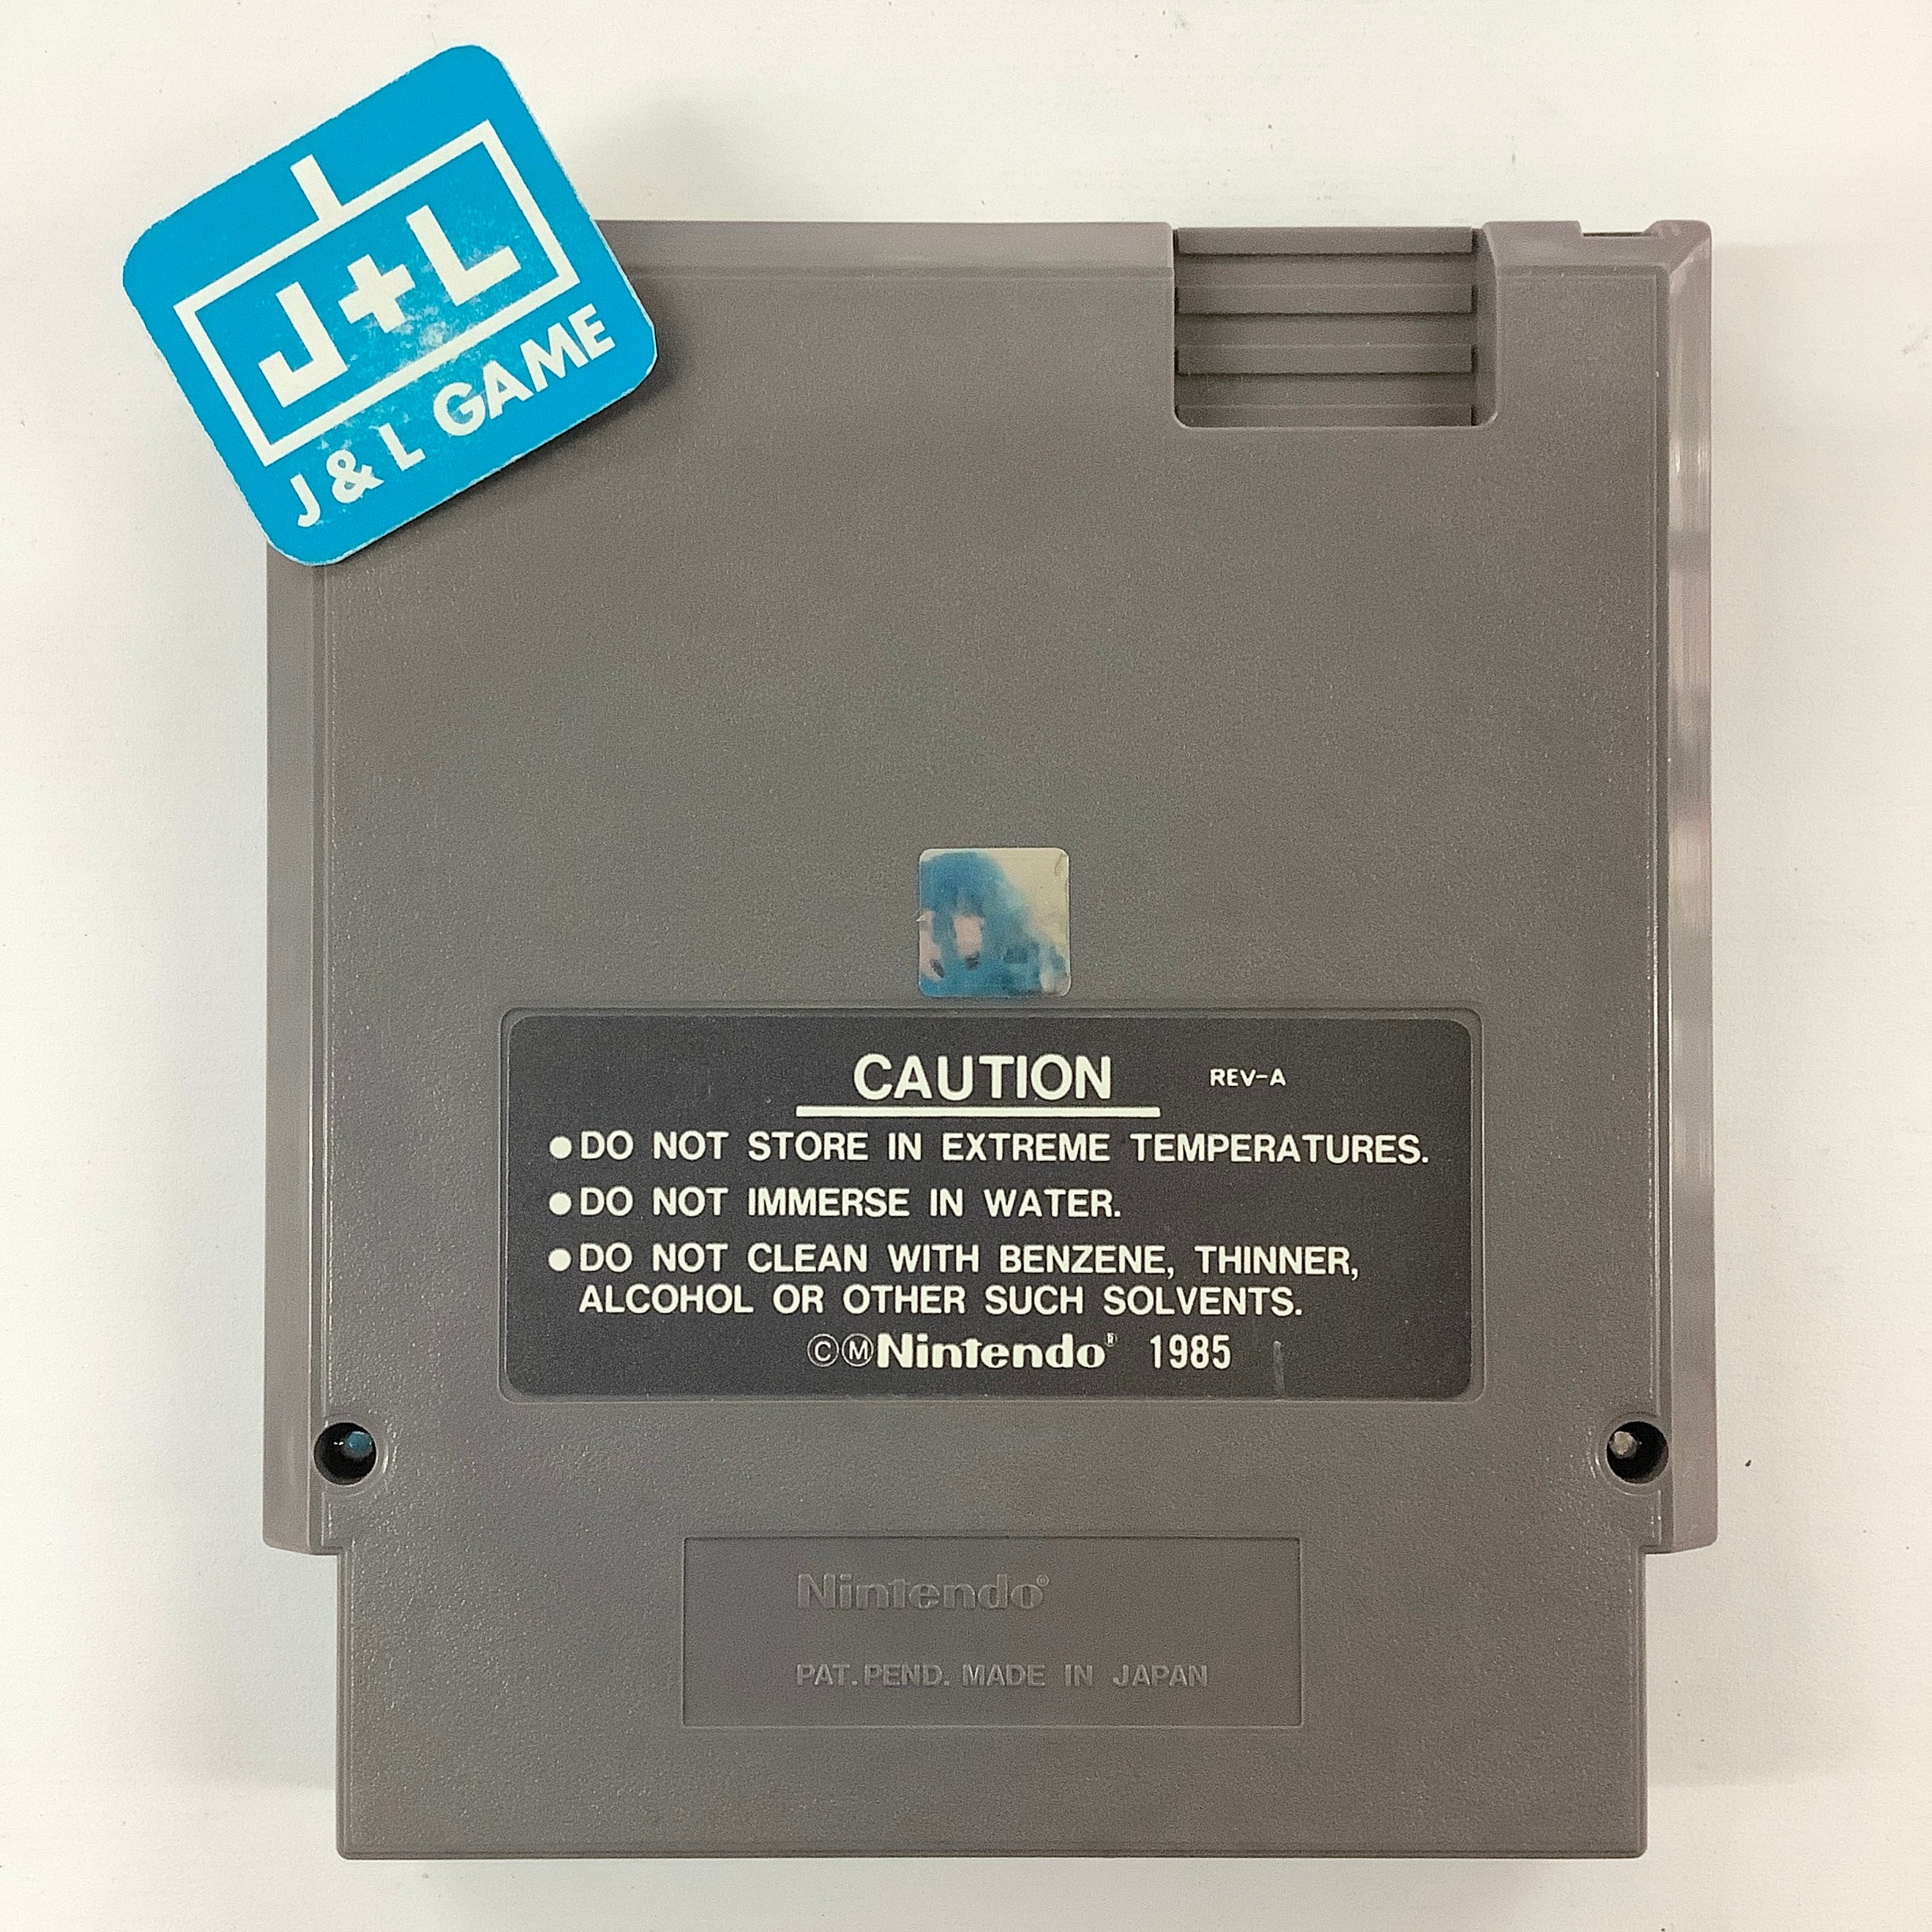 J+L
J & L GAME
CAUTION REV-A
●DO NOT STORE IN EXTREME TEMPERATURES.
●DO NOT IMMERSE IN WATER.
●DO NOT CLEAN WITH BENZENE, THINNER,
ALCOHOL OR OTHER SUCH SOLVENTS.
ⒸⓂNintendo® 1985
Nintendo®
PAT. PEND. MADE IN JAPAN